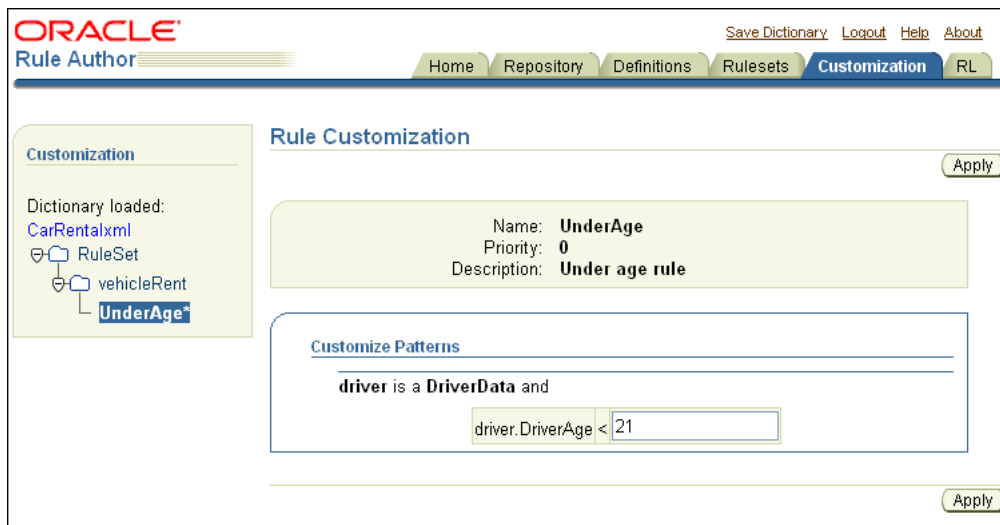 ORACLE
Rule Author
Save Dictionary Logout Help About
Home Repository Definitions Rulesets Customization RL
Customization
Dictionary loaded:
CarRentalxml
RuleSet
vehicleRent
UnderAge*
Rule Customization
Apply
Name: UnderAge
Priority: 0
Description: Under age rule
Customize Patterns
driver is a DriverData and
driver.DriverAge < 21
Apply